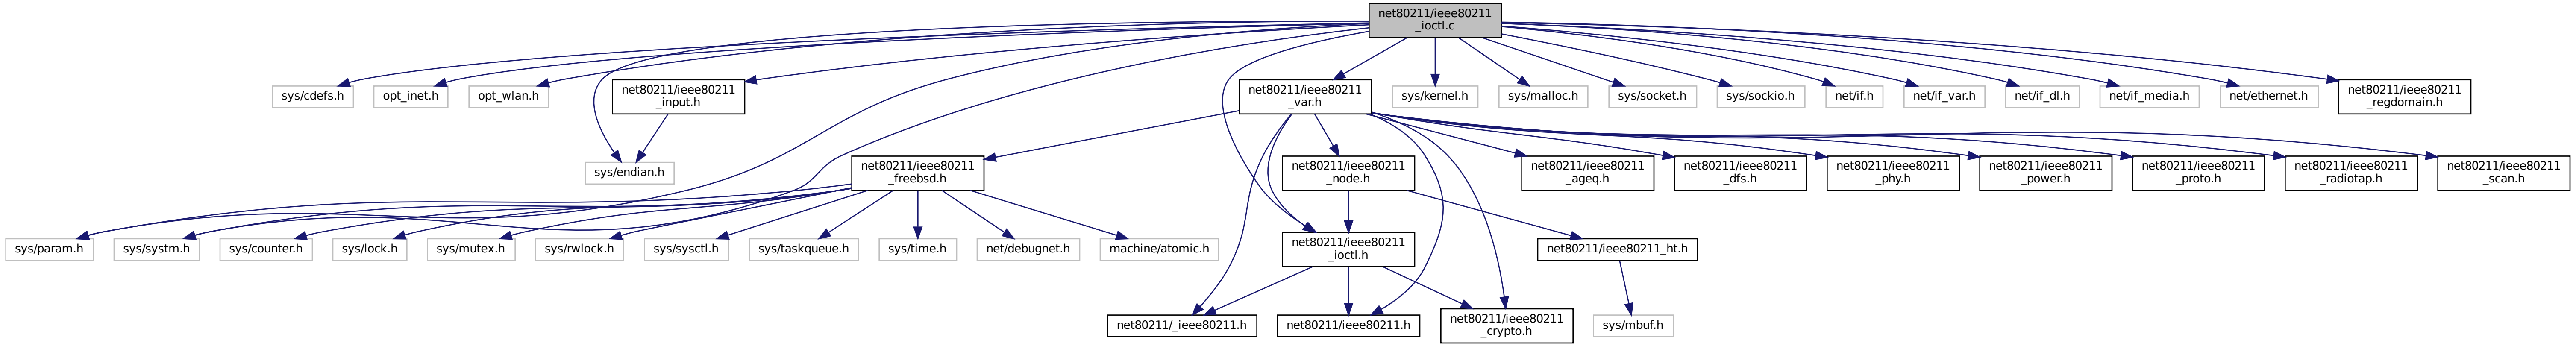 net80211/ieee80211
_ioctl.c
sys/cdefs.h
opt_inet.h
opt_wlan.h
net80211/ieee80211
_input.h
net80211/ieee80211
_var.h
sys/kernel.h
sys/malloc.h
sys/socket.h
sys/sockio.h
net/if.h
net/if_var.h
net/if_dl.h
net/if_media.h
net/ethernet.h
net80211/ieee80211
_regdomain.h
sys/endian.h
net80211/ieee80211
_freebsd.h
net80211/ieee80211
_node.h
net80211/ieee80211
_ageq.h
net80211/ieee80211
_dfs.h
net80211/ieee80211
_phy.h
net80211/ieee80211
_power.h
net80211/ieee80211
_proto.h
net80211/ieee80211
_radiotap.h
net80211/ieee80211
_scan.h
sys/param.h
sys/systm.h
sys/counter.h
sys/lock.h
sys/mutex.h
sys/rwlock.h
sys/sysctl.h
sys/taskqueue.h
sys/time.h
net/debugnet.h
machine/atomic.h
net80211/ieee80211
_ioctl.h
net80211/ieee80211_ht.h
net80211/_ieee80211.h
net80211/ieee80211.h
net80211/ieee80211
_crypto.h
sys/mbuf.h